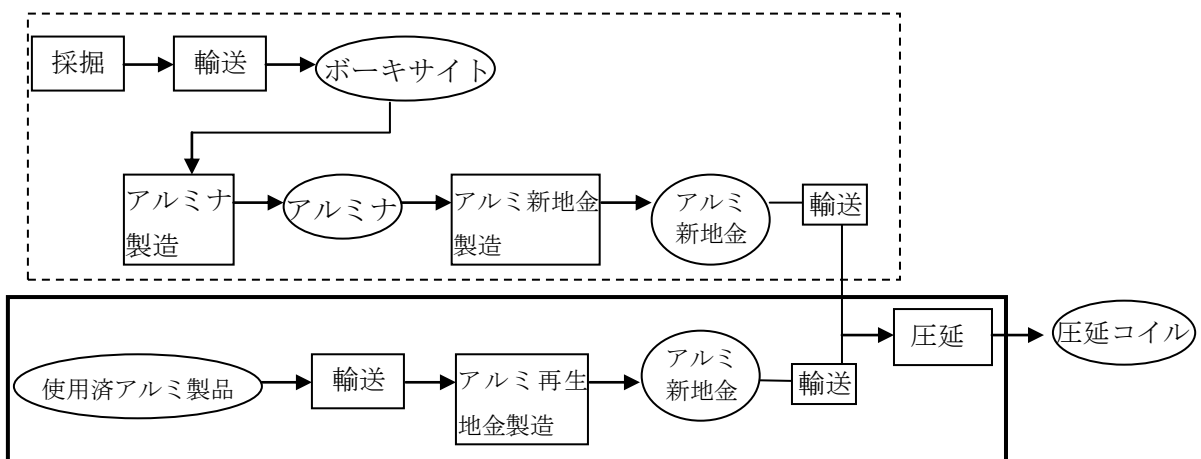 採掘
輸送
ボーキサイト
アルミナ
製造
アルミナ
アルミ新地金
製造
アルミ
新地金
輸送
使用済アルミ製品
輸送
アルミ再生
地金製造
アルミ
新地金
輸送
圧延
圧延コイル